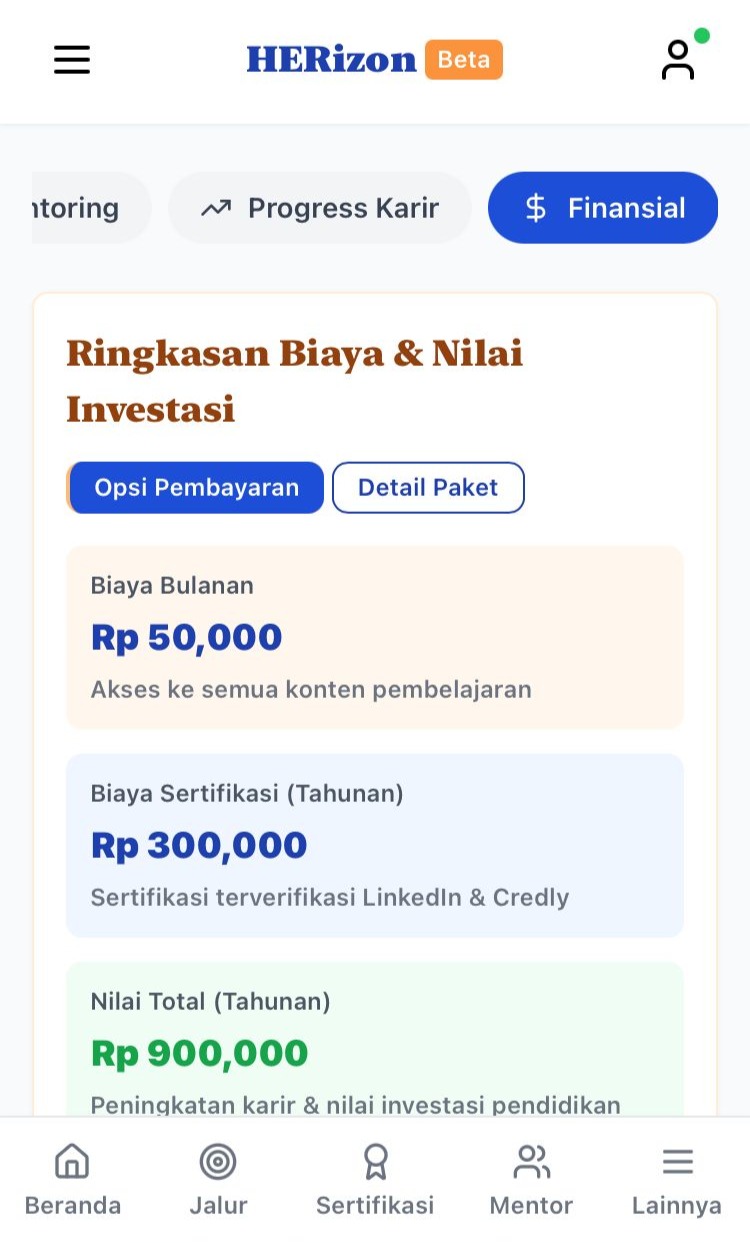 HERizon Beta
ntoring
Progress Karir
Finansial
Ringkasan Biaya & Nilai
Investasi
Opsi Pembayaran
Detail Paket
Biaya Bulanan
Rp 50,000
Akses ke semua konten pembelajaran
Biaya Sertifikasi (Tahunan)
Rp 300,000
Sertifikasi terverifikasi LinkedIn & Credly
Nilai Total (Tahunan)
Rp 900,000
Peningkatan karir & nilai investasi pendidikan
Beranda
Jalur
Sertifikasi
Mentor
Lainnya